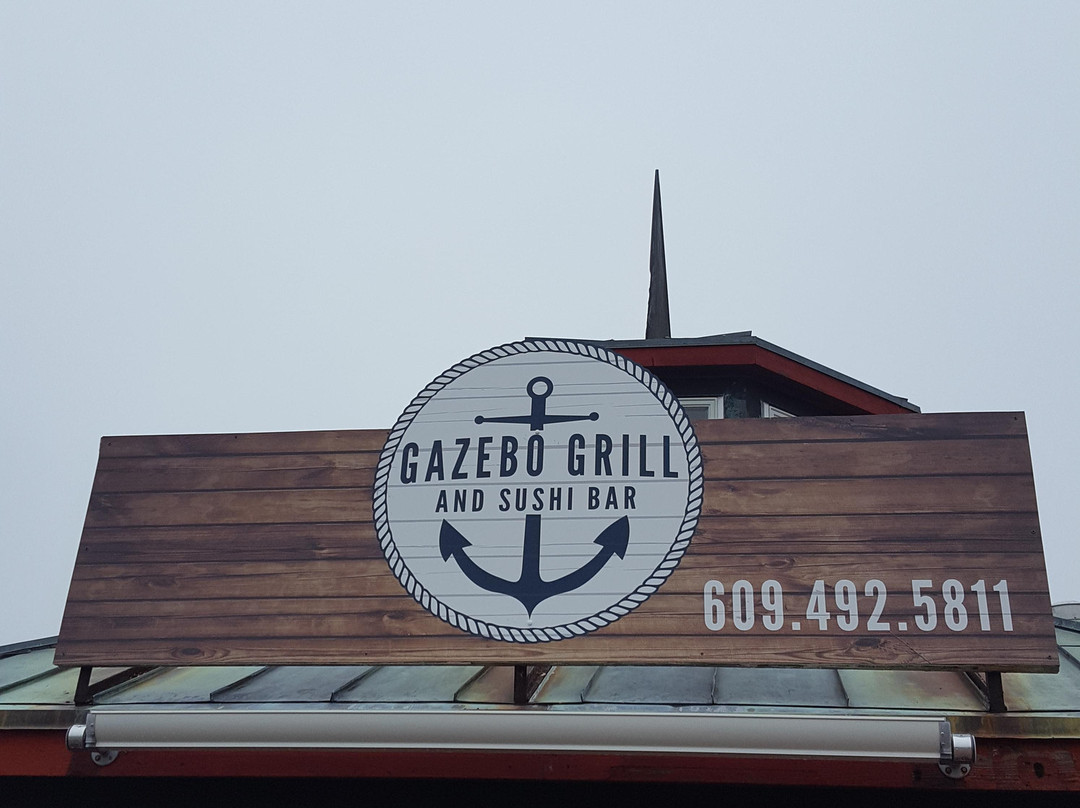 GAZEBO GRILL
AND SUSHI BAR
609.492.5811